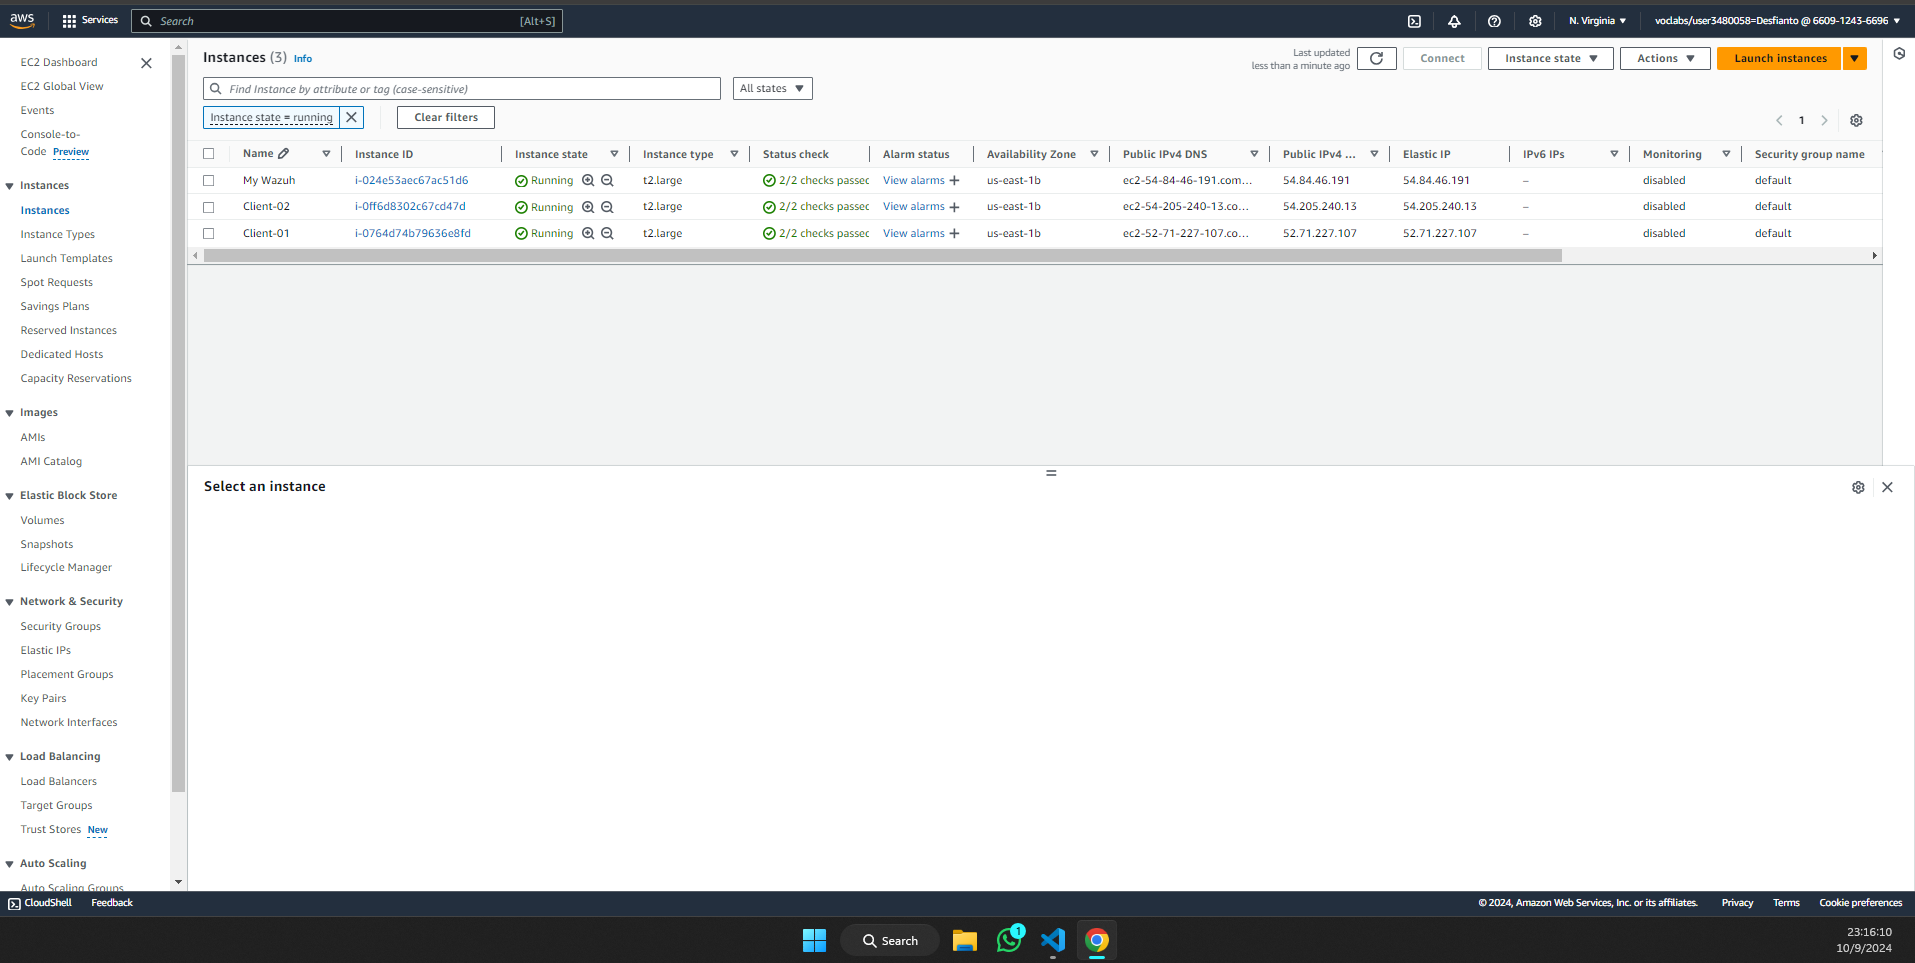 aws
Services
Search
[Alt+S]
N. Virginia
voclabs/user3480058=Desfianto @ 6609-1243-6696
EC2 Dashboard
EC2 Global View
Events
Console-to-
Code Preview
Instances
Instances
Instance Types
Launch Templates
Spot Requests
Savings Plans
Reserved Instances
Dedicated Hosts
Capacity Reservations
Images
AMIs
AMI Catalog
Elastic Block Store
Volumes
Snapshots
Lifecycle Manager
Network & Security
Security Groups
Elastic IPs
Placement Groups
Key Pairs
Network Interfaces
Load Balancing
Load Balancers
Target Groups
Trust Stores New
Auto Scaling
Auto Scaling Groups
Instances (3) Info
Last updated
less than a minute ago
Connect
Instance state
Actions
Launch instances
Find Instance by attribute or tag (case-sensitive)
All states
Instance state = running
Clear filters
1
Name Instance ID Instance state Instance type Status check Alarm status Availability Zone Public IPv4 DNS Public IPv4 ... Elastic IP IPv6 IPs Monitoring Security group name
My Wazuh i-024e53aec67ac51d6 Running t2.large 2/2 checks passed View alarms + us-east-1b ec2-54-84-46-191.com... 54.84.46.191 54.84.46.191 – disabled default
Client-02 i-0ff6d8302c67cd47d Running t2.large 2/2 checks passed View alarms + us-east-1b ec2-54-205-240-13.co... 54.205.240.13 54.205.240.13 – disabled default
Client-01 i-0764d74b79636e8fd Running t2.large 2/2 checks passed View alarms + us-east-1b ec2-52-71-227-107.co... 52.71.227.107 52.71.227.107 – disabled default
Select an instance
CloudShell
Feedback
© 2024, Amazon Web Services, Inc. or its affiliates.
Privacy
Terms
Cookie preferences
Search
1
23:16:10
10/9/2024